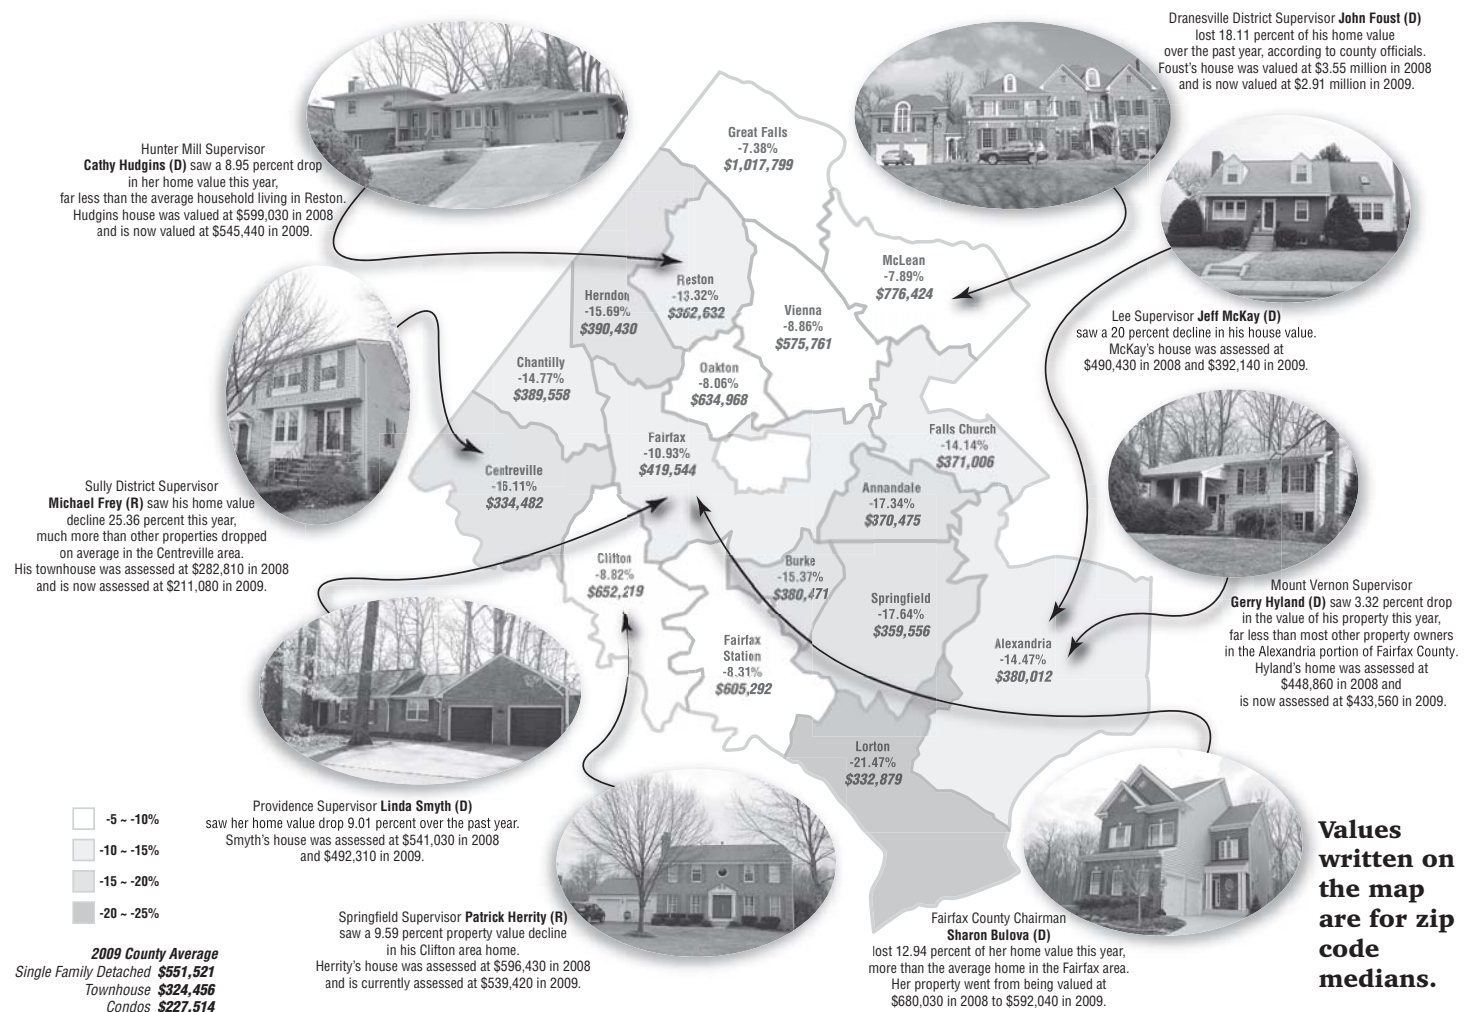 Dranesville District Supervisor John Foust (D)
lost 18.11 percent of his home value
over the past year, according to county officials.
Foust's house was valued at $3.55 million in 2008
and is now valued at $2.91 million in 2009.
Hunter Mill Supervisor
Cathy Hudgins (D) saw a 8.95 percent drop
in her home value this year,
far less than the average household living in Reston.
Hudgins house was valued at $599,030 in 2008
and is now valued at $545,440 in 2009.
Great Falls
-7.38%
$1,017,799
McLean
-7.89%
$776,424
Reston
-13.32%
$362,632
Herndon
-15.69%
$390,430
Vienna
-8.86%
$575,761
Lee Supervisor Jeff McKay (D)
saw a 20 percent decline in his house value.
McKay's house was assessed at
$490,430 in 2008 and $392,140 in 2009.
Chantilly
-14.77%
$389,558
Oakton
-8.06%
$634,968
Fairfax
-10.93%
$419,544
Falls Church
-14.14%
$371,006
Centreville
-15.11%
$334,482
Annandale
-17.34%
$370,475
Sully District Supervisor
Michael Frey (R) saw his home value
decline 25.36 percent this year,
much more than other properties dropped
on average in the Centreville area.
His townhouse was assessed at $282,810 in 2008
and is now assessed at $211,080 in 2009.
Clifton
-8.82%
$652,219
Burke
-15.37%
$380,471
Springfield
-17.64%
$359,556
Mount Vernon Supervisor
Gerry Hyland (D) saw 3.32 percent drop
in the value of his property this year,
far less than most other property owners
in the Alexandria portion of Fairfax County.
Hyland's home was assessed at
$448,860 in 2008 and
is now assessed at $433,560 in 2009.
Fairfax
Station
-8.31%
$605,292
Alexandria
-14.47%
$380,012
Lorton
-21.47%
$332,879
Providence Supervisor Linda Smyth (D)
saw her home value drop 9.01 percent over the past year.
Smyth's house was assessed at $541,030 in 2008
and $492,310 in 2009.
-5 ~ -10%
-10 ~ -15%
-15 ~ -20%
-20 ~ -25%
Springfield Supervisor Patrick Herrity (R)
saw a 9.59 percent property value decline
in his Clifton area home.
Herrity's house was assessed at $596,430 in 2008
and is currently assessed at $539,420 in 2009.
Fairfax County Chairman
Sharon Bulova (D)
lost 12.94 percent of her home value this year,
more than the average home in the Fairfax area.
Her property went from being valued at
$680,030 in 2008 to $592,040 in 2009.
Values
written on
the map
are for zip
code
medians.
2009 County Average
Single Family Detached $551,521
Townhouse $324,456
Condos $227,514